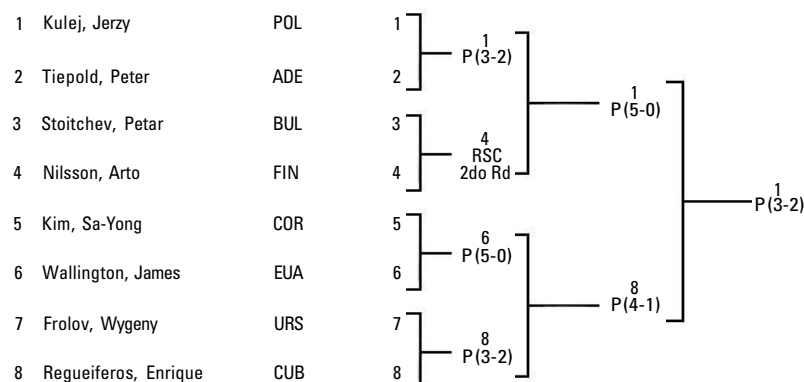 1 Kulej, Jerzy POL 1
2 Tiepold, Peter ADE 2
3 Stoitchev, Petar BUL 3
4 Nilsson, Arto FIN 4
5 Kim, Sa-Yong COR 5
6 Wallington, James EUA 6
7 Frolov, Wygeny URS 7
8 Regueiferos, Enrique CUB 8
1
P(3-2)
4
RSC
2do Rd
6
P(5-0)
8
P(3-2)
1
P(5-0)
8
P(4-1)
1
P(3-2)